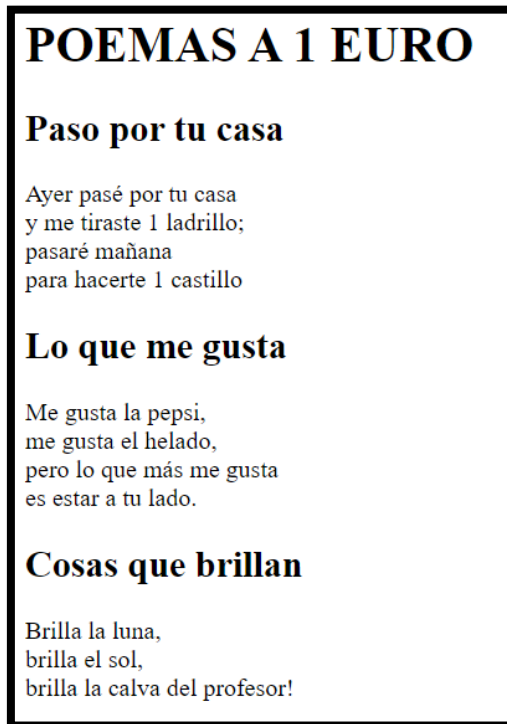 POEMAS A 1 EURO
Paso por tu casa
Ayer pasé por tu casa
y me tiraste 1 ladrillo;
pasaré mañana
para hacerte 1 castillo
Lo que me gusta
Me gusta la pepsi,
me gusta el helado,
pero lo que más me gusta
es estar a tu lado.
Cosas que brillan
Brilla la luna,
brilla el sol,
brilla la calva del profesor!